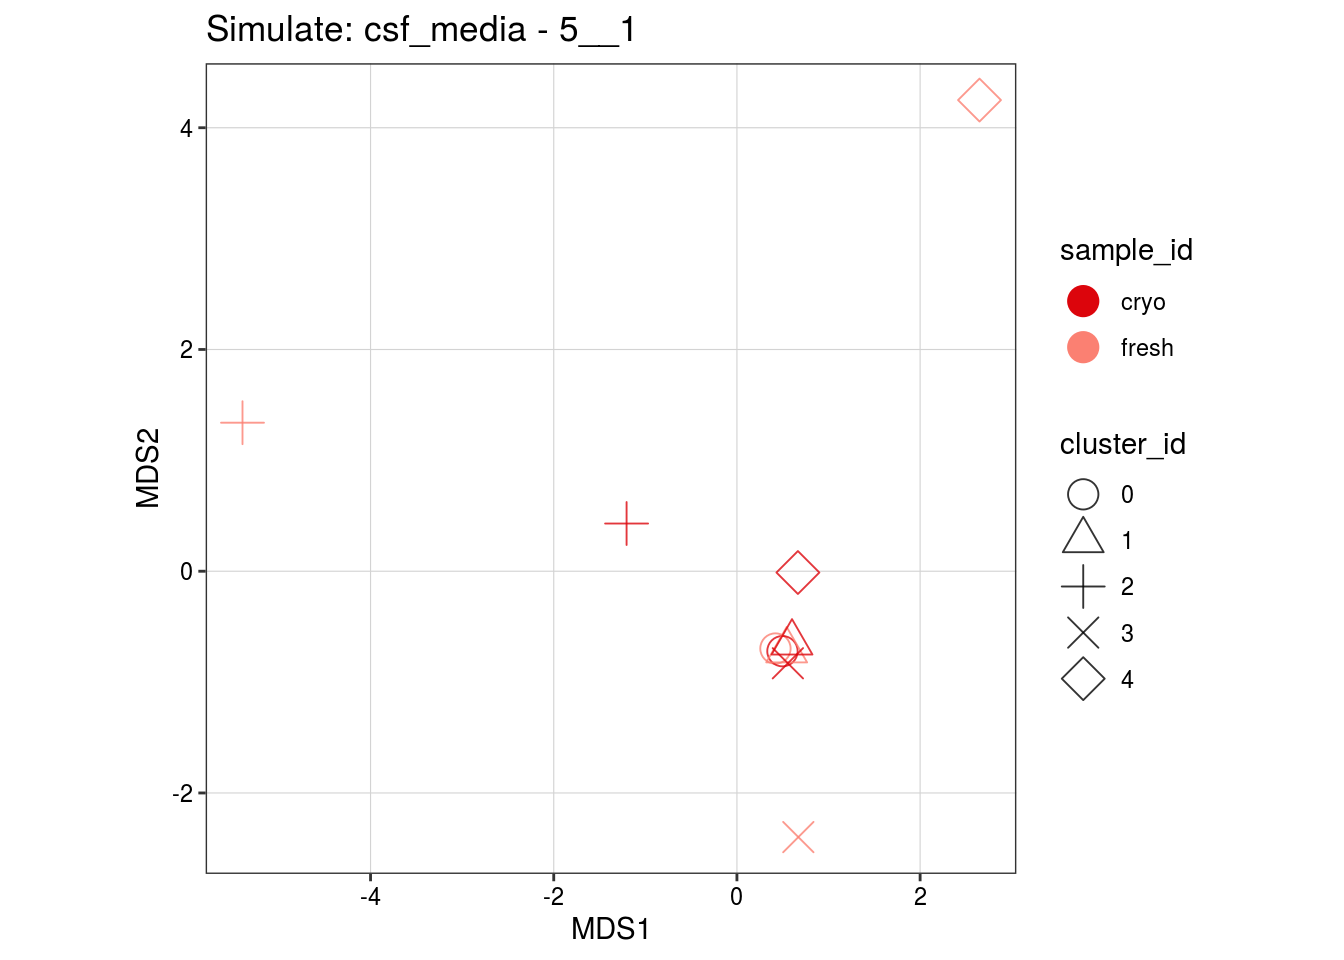 Simulate: csf_media - 5__1
4
2
0
-2
MDS2
-4
-2
0
2
MDS1
sample_id
cryo
fresh
cluster_id
0
1
2
3
4